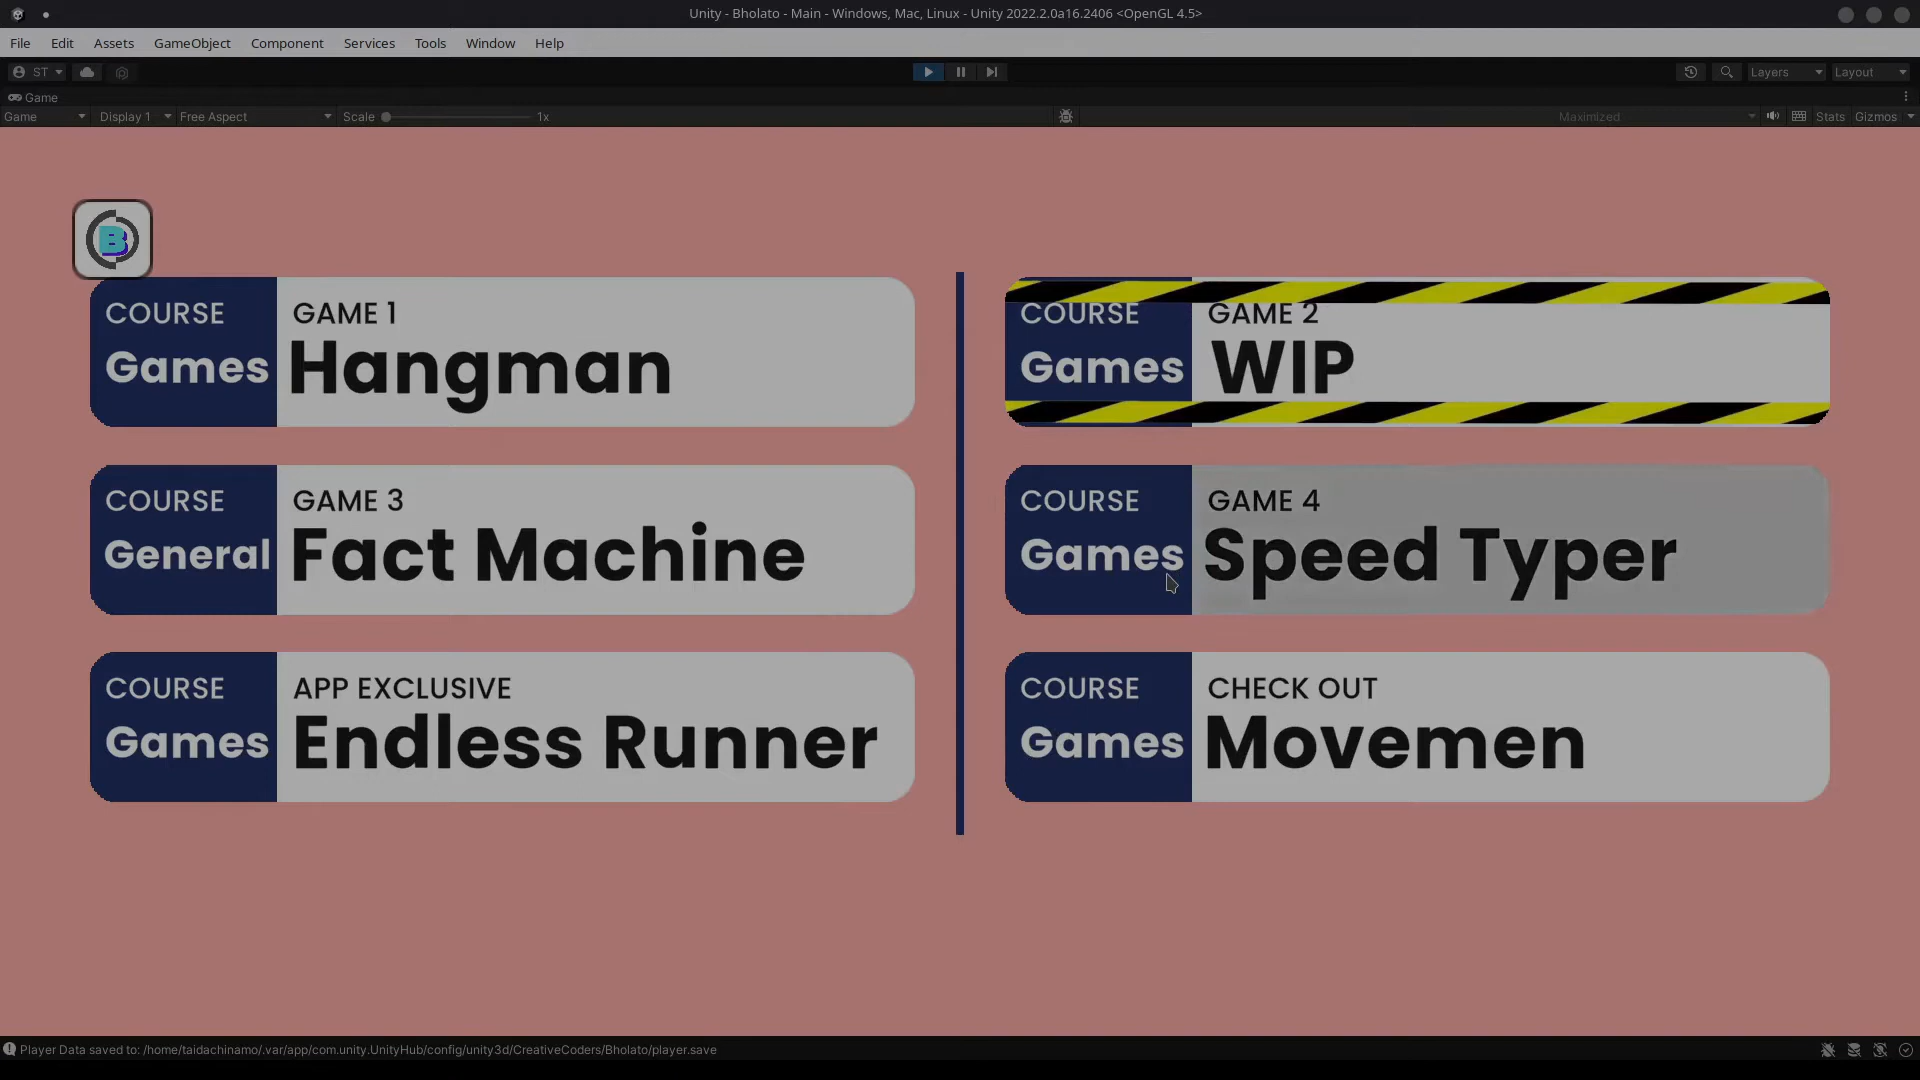 Unity - Bholato - Main - Windows, Mac, Linux - Unity 2022.2.0a16.2406 <OpenGL 4.5>
File Edit Assets GameObject Component Services Tools Window Help
ST Layers Layout
Game
Game Display 1 Free Aspect Scale 1x Maximized Stats Gizmos
B
COURSE GAME 1
Games Hangman
COURSE GAME 2
Games WIP
COURSE GAME 3
General Fact Machine
COURSE GAME 4
Games Speed Typer
COURSE APP EXCLUSIVE
Games Endless Runner
COURSE CHECK OUT
Games Movemen
Player Data saved to: /home/taidachinamo/.var/app/com.unity.UnityHub/config/unity3d/CreativeCoders/Bholato/player.save